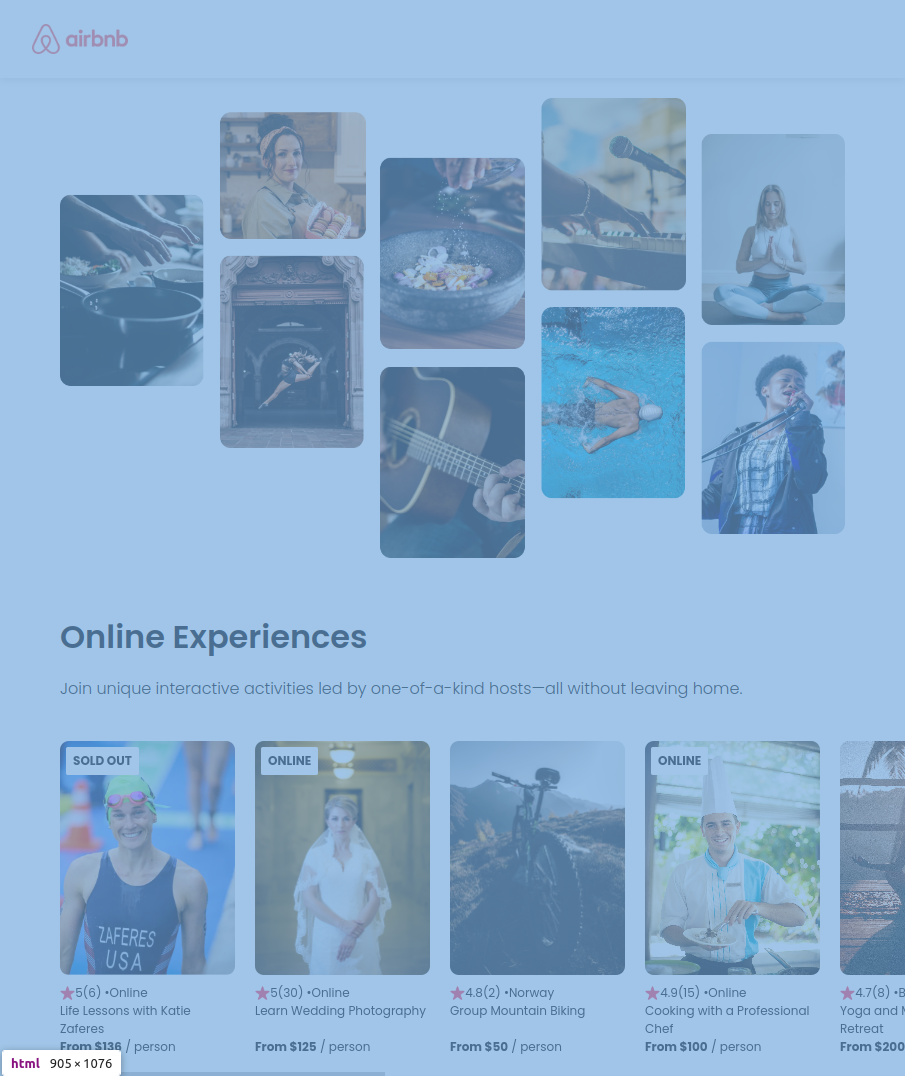 airbnb
Online Experiences
Join unique interactive activities led by one-of-a-kind hosts—all without leaving home.
SOLD OUT
ZAFERES
USA
5(6) •Online
Life Lessons with Katie
Zaferes
From $136 / person
ONLINE
5(30) •Online
Learn Wedding Photography
From $125 / person
4.8(2) •Norway
Group Mountain Biking
From $50 / person
ONLINE
4.9(15) •Online
Cooking with a Professional
Chef
From $100 / person
4.7(8) •
Yoga and
Retreat
From $200
html 905 × 1076